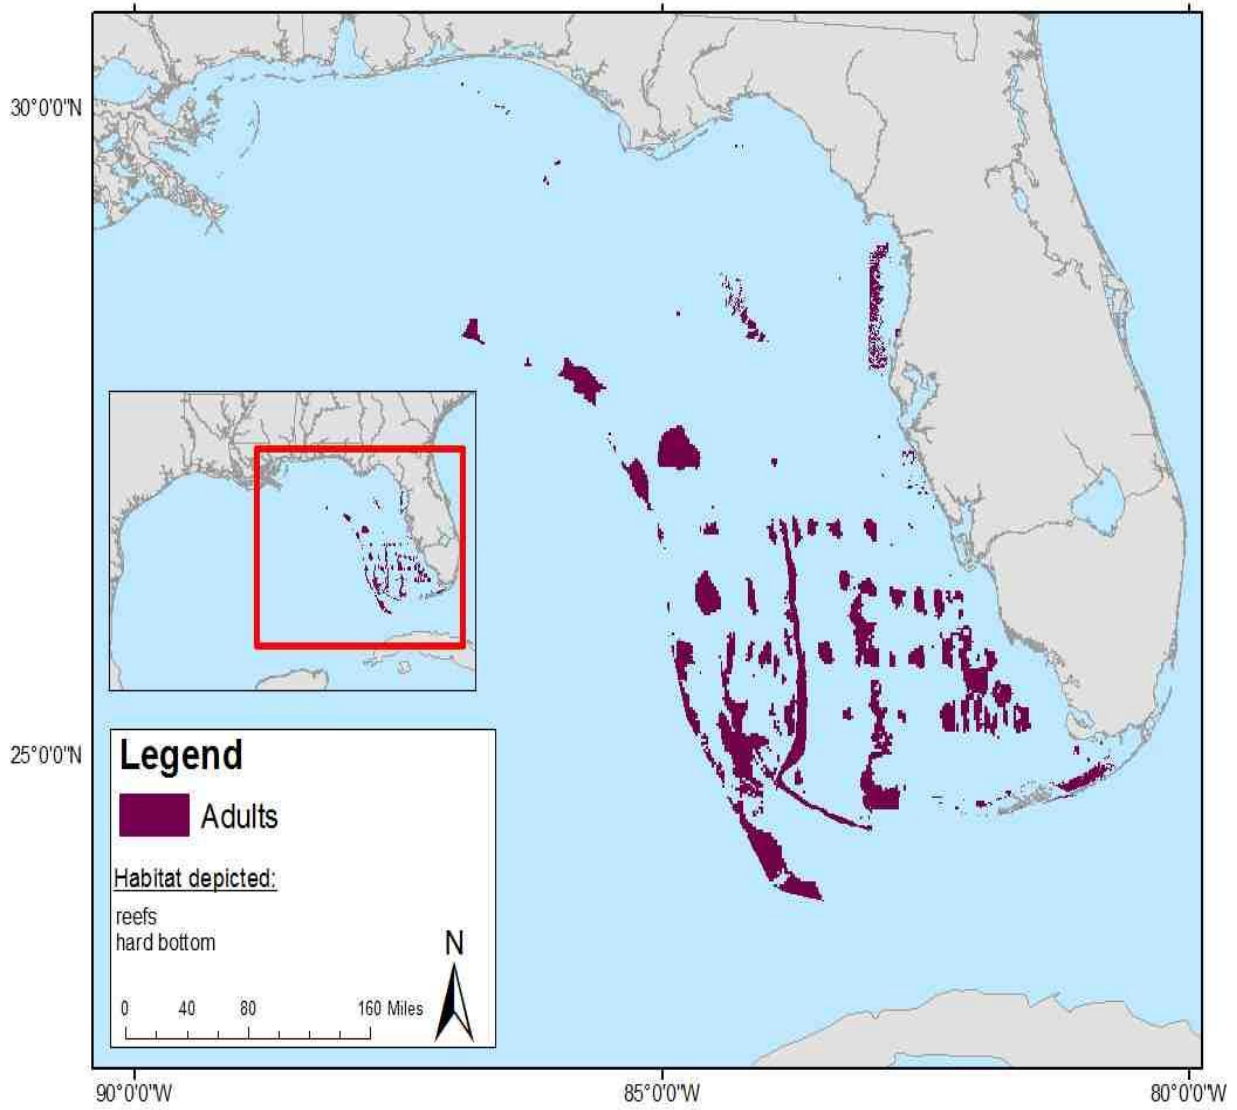 30°0'0"N
25°0'0"N
Legend
Adults
Habitat depicted:
reefs
hard bottom
N
0 40 80 160 Miles
90°0'0"W 85°0'0"W 80°0'0"W